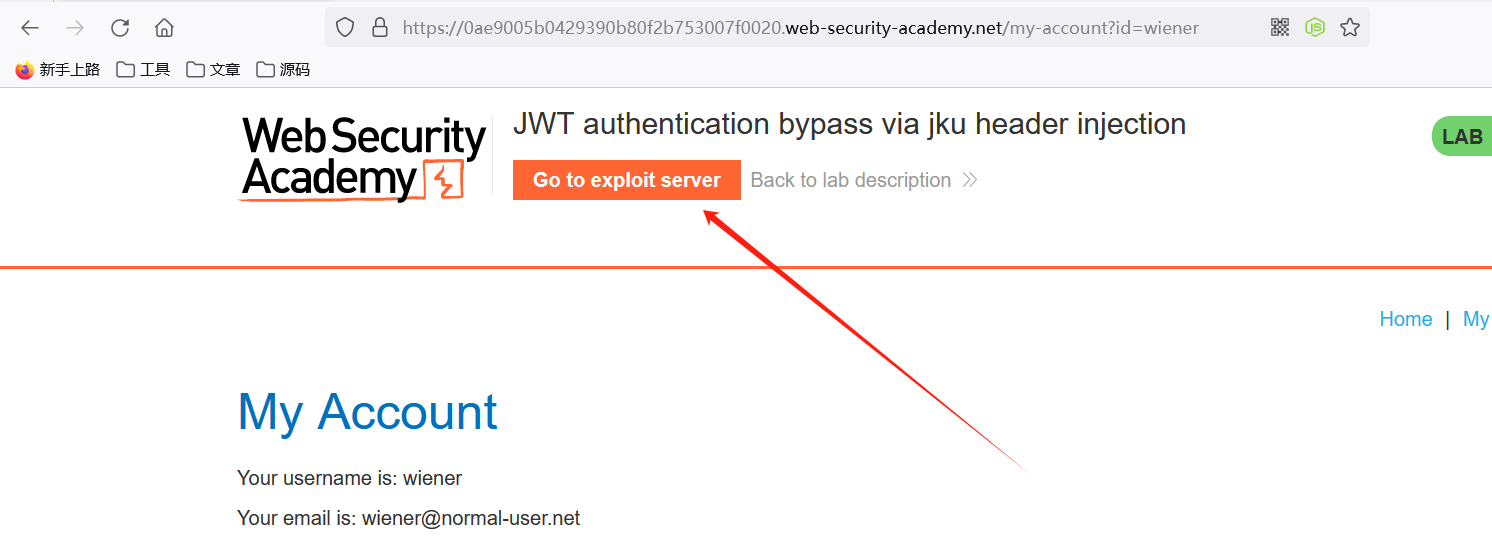 https://0ae9005b0429390b80f2b753007f0020.web-security-academy.net/my-account?id=wiener
新手上路 工具 文章 源码
Web Security
Academy
JWT authentication bypass via jku header injection
LAB
Go to exploit server Back to lab description
Home | My
My Account
Your username is: wiener
Your email is: wiener@normal-user.net